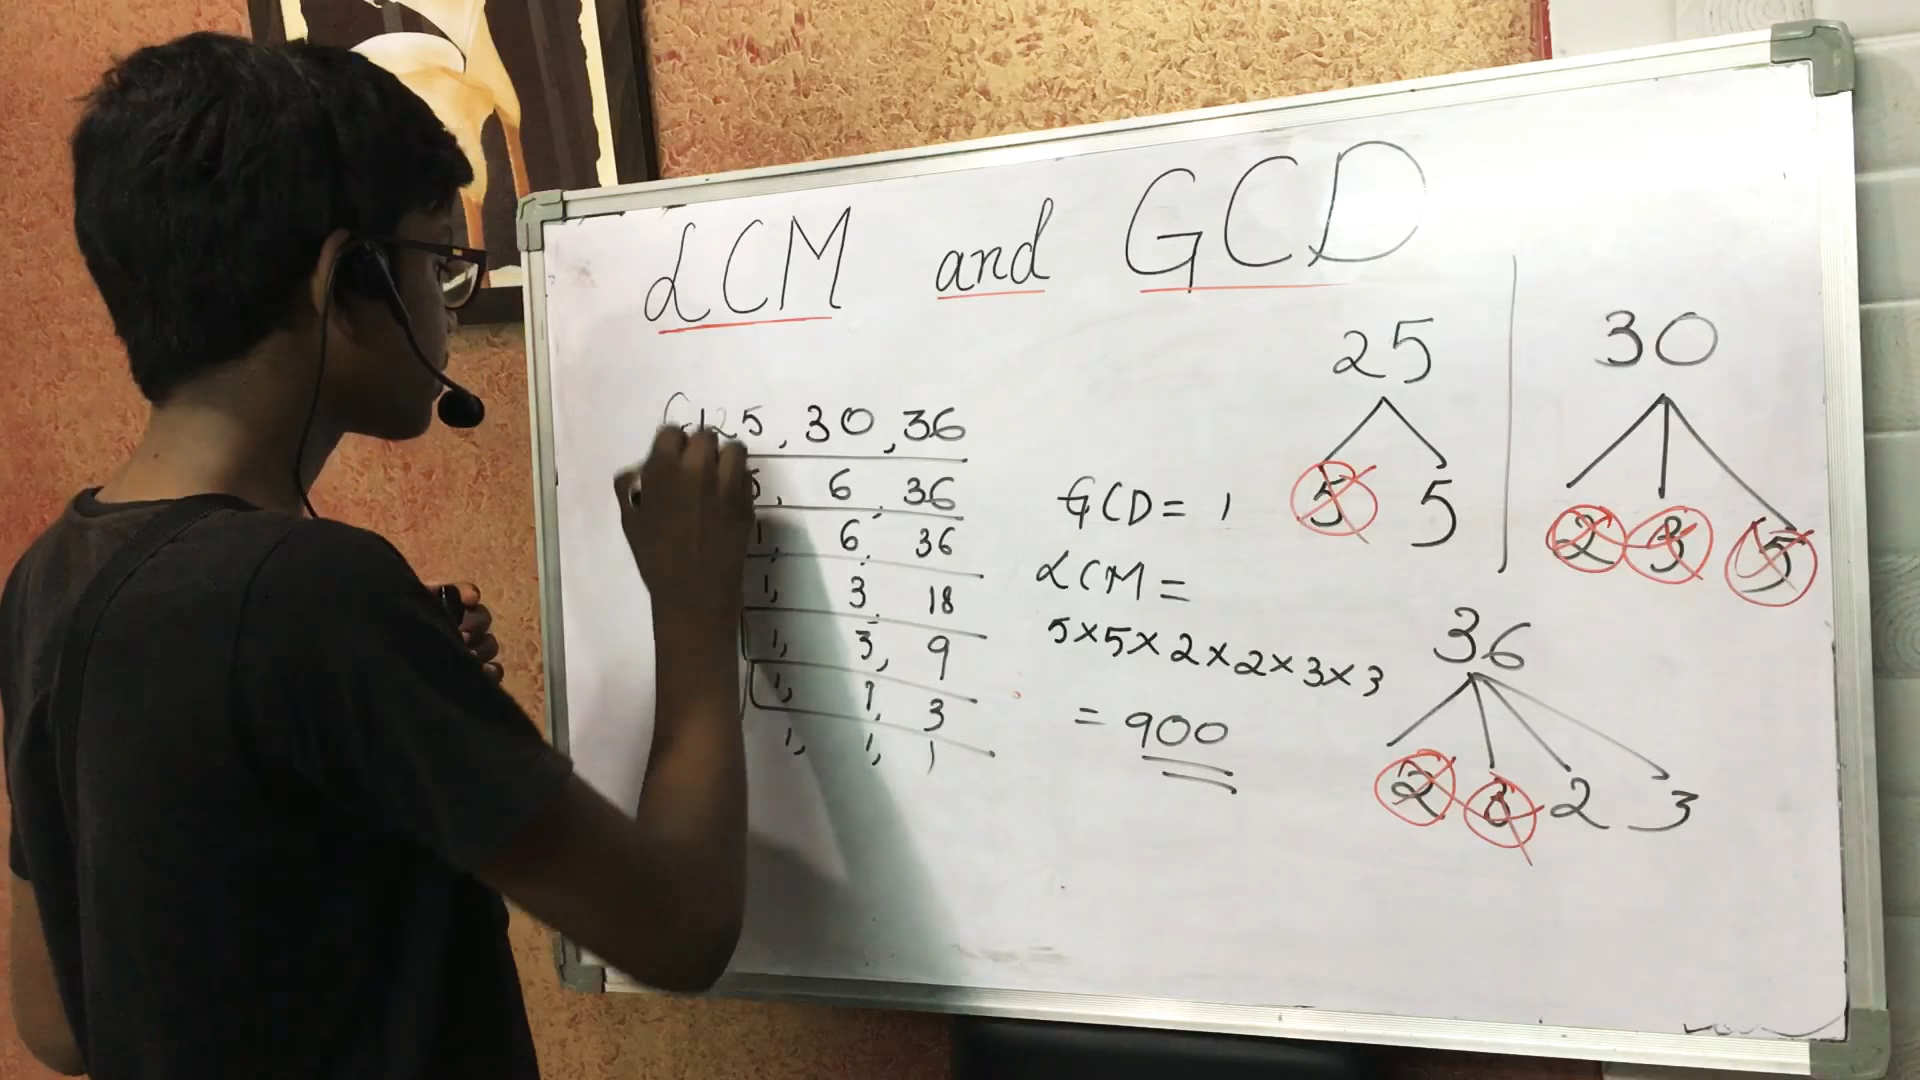 LCM and GCD
25, 30, 36
5, 6, 36
1, 6, 36
1, 3, 18
1, 3, 9
1, 1, 3
1, 1, 1
GCD = 1
LCM =
5×5×2×2×3×3
= 900
25
5 5
30
2 3 5
36
2 3 2 3